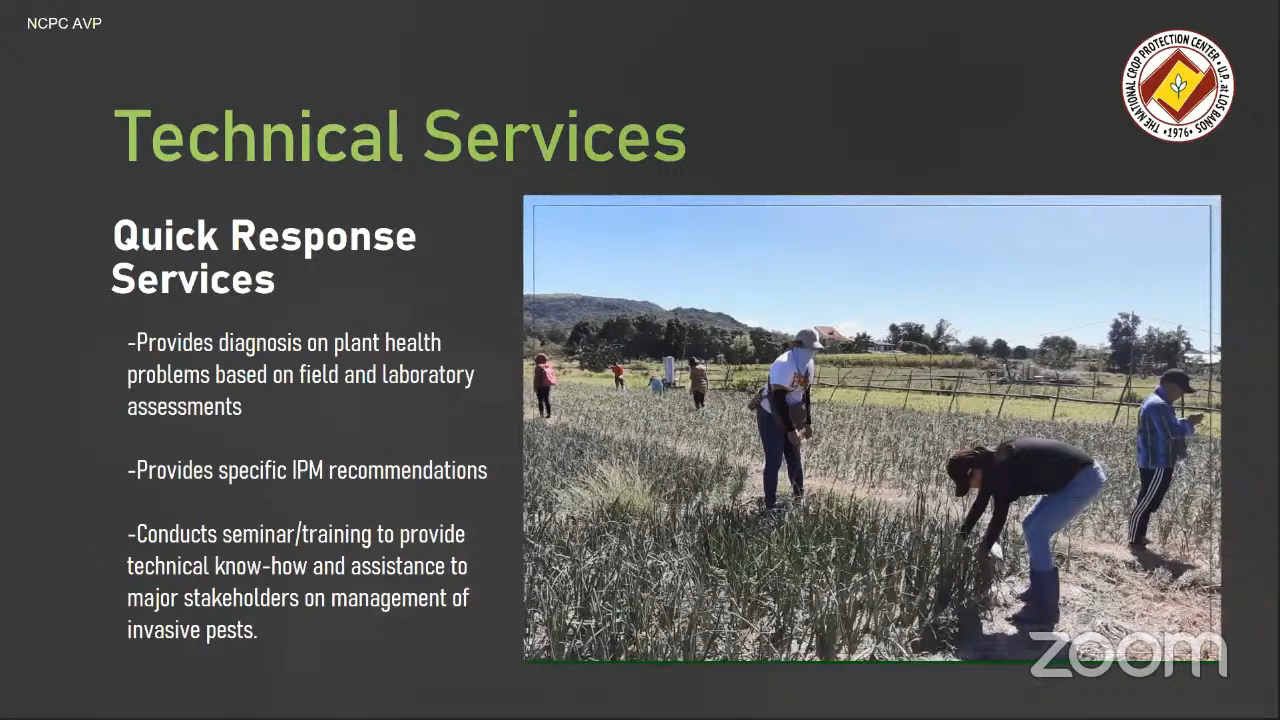 NCPC AVP
THE NATIONAL CROP PROTECTION CENTER • U.P. at LOS BAÑOS
•1976•
Technical Services
Quick Response
Services
-Provides diagnosis on plant health
problems based on field and laboratory
assessments
-Provides specific IPM recommendations
-Conducts seminar/training to provide
technical know-how and assistance to
major stakeholders on management of
invasive pests.
zoom